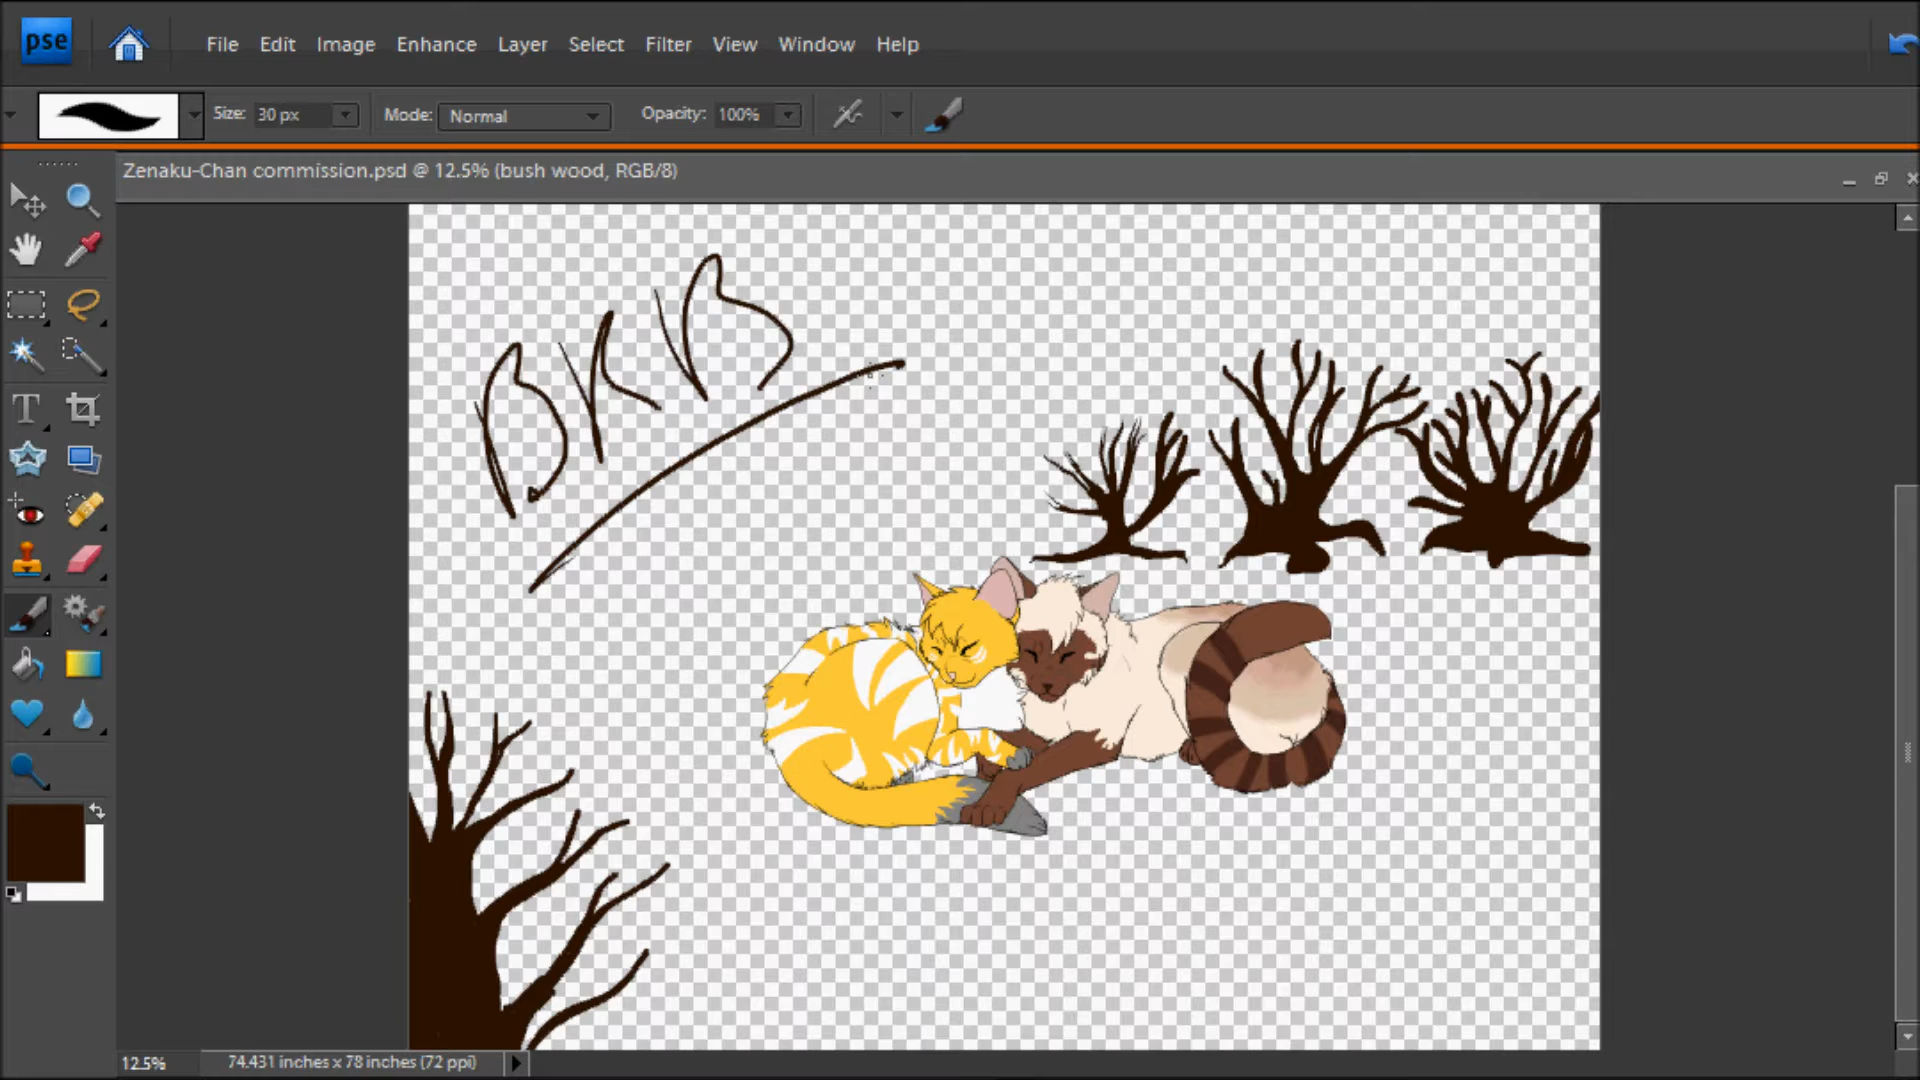 pse File Edit Image Enhance Layer Select Filter View Window Help
Size: 30 px Mode: Normal Opacity: 100%
Zenaku-Chan commission.psd @ 12.5% (bush wood, RGB/8)
T
BKB
12.5% 74.431 inches x 78 inches (72 ppi)